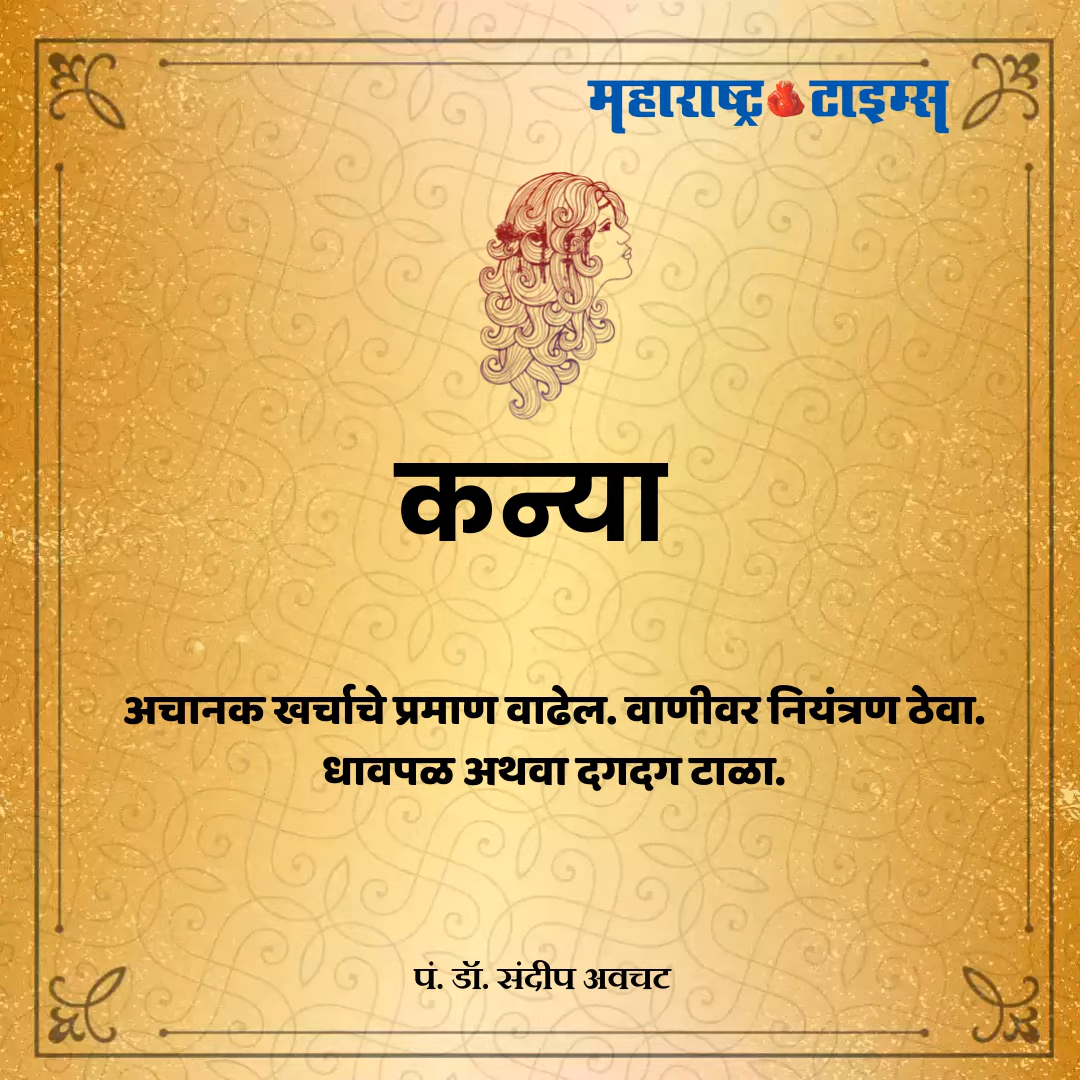 महाराष्ट्र टाइम्स
कन्या
अचानक खर्चाचे प्रमाण वाढेल. वाणीवर नियंत्रण ठेवा.
धावपळ अथवा दगदग टाळा.
पं. डॉ. संदीप अवचट